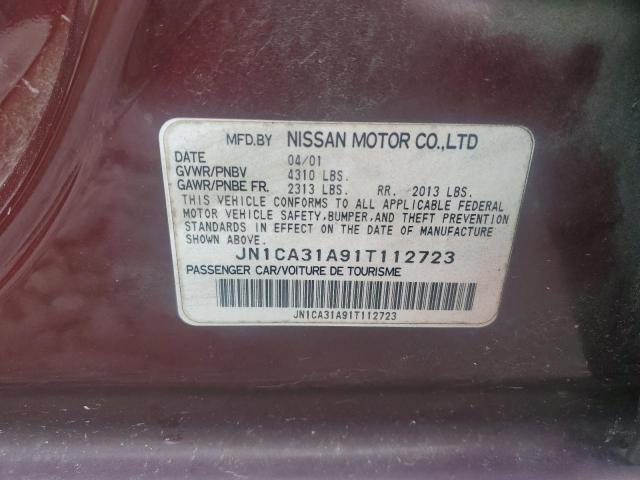 MFD.BY NISSAN MOTOR CO.,LTD
DATE 04/01
GVWR/PNBV 4310 LBS.
GAWR/PNBE FR. 2313 LBS. RR. 2013 LBS.
THIS VEHICLE CONFORMS TO ALL APPLICABLE FEDERAL
MOTOR VEHICLE SAFETY, BUMPER, AND THEFT PREVENTION
STANDARDS IN EFFECT ON THE DATE OF MANUFACTURE
SHOWN ABOVE.
JN1CA31A91T112723
PASSENGER CAR/VOITURE DE TOURISME
JN1CA31A91T112723